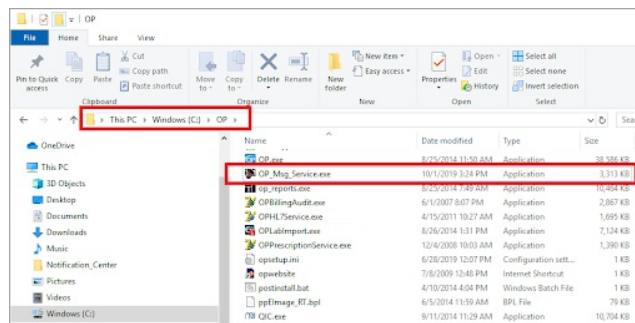 OP
File Home Share View
Pin to Quick access
Copy
Paste
Cut
Copy path
Paste shortcut
Clipboard
Move to
Copy to
Delete
Rename
Organize
New folder
New item
Easy access
New
Properties
Open
Edit
History
Open
Select all
Select none
Invert selection
Select
This PC > Windows (C:) > OP >
Sea
Name Date modified Type Size
OneDrive
This PC
3D Objects
Desktop
Documents
Downloads
Music
Notification_Center
Pictures
Videos
Windows (C:)
OP.exe 8/25/2014 11:50 AM Application 38,586 KB
OP_Msg_Service.exe 10/1/2019 3:24 PM Application 3,313 KB
op_reports.exe 8/25/2014 7:49 AM Application 10,464 KB
OPBillingAudit.exe 6/1/2007 8:07 PM Application 2,867 KB
OPHL7Service.exe 4/15/2011 10:27 AM Application 1,695 KB
OPLabImport.exe 8/26/2014 1:31 PM Application 7,124 KB
OPPrescriptionService.exe 12/4/2008 10:03 AM Application 1,390 KB
opsetup.ini 6/28/2019 12:07 PM Configuration sett... 1 KB
opwebsite 7/8/2009 12:48 PM Internet Shortcut 1 KB
postinstall.bat 4/10/2014 4:04 PM Windows Batch File 1 KB
ppEImage_RT.bpl 6/5/2014 11:59 AM BPL File 79 KB
QIC.exe 9/11/2014 11:29 AM Application 10,704 KB